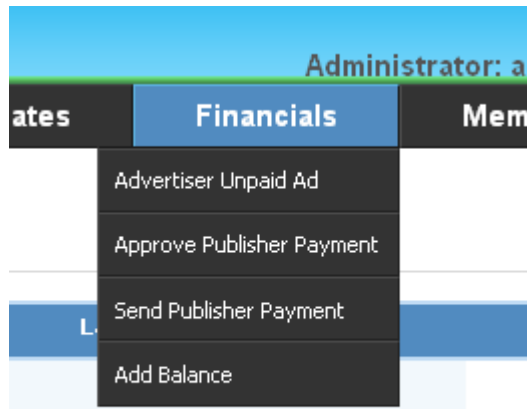 Administrator: a
ates Financials Mem
Advertiser Unpaid Ad
Approve Publisher Payment
Send Publisher Payment
L
Add Balance